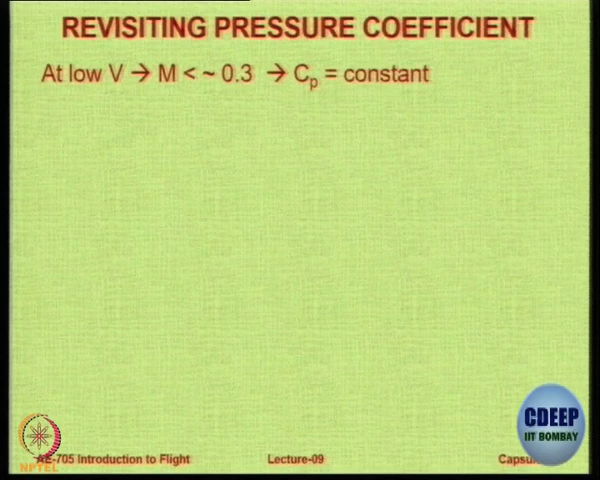 REVISITING PRESSURE COEFFICIENT
At low V → M < ~ 0.3 → Cp = constant
CDEEP
IIT BOMBAY
NPTEL
AE-705 Introduction to Flight Lecture-09